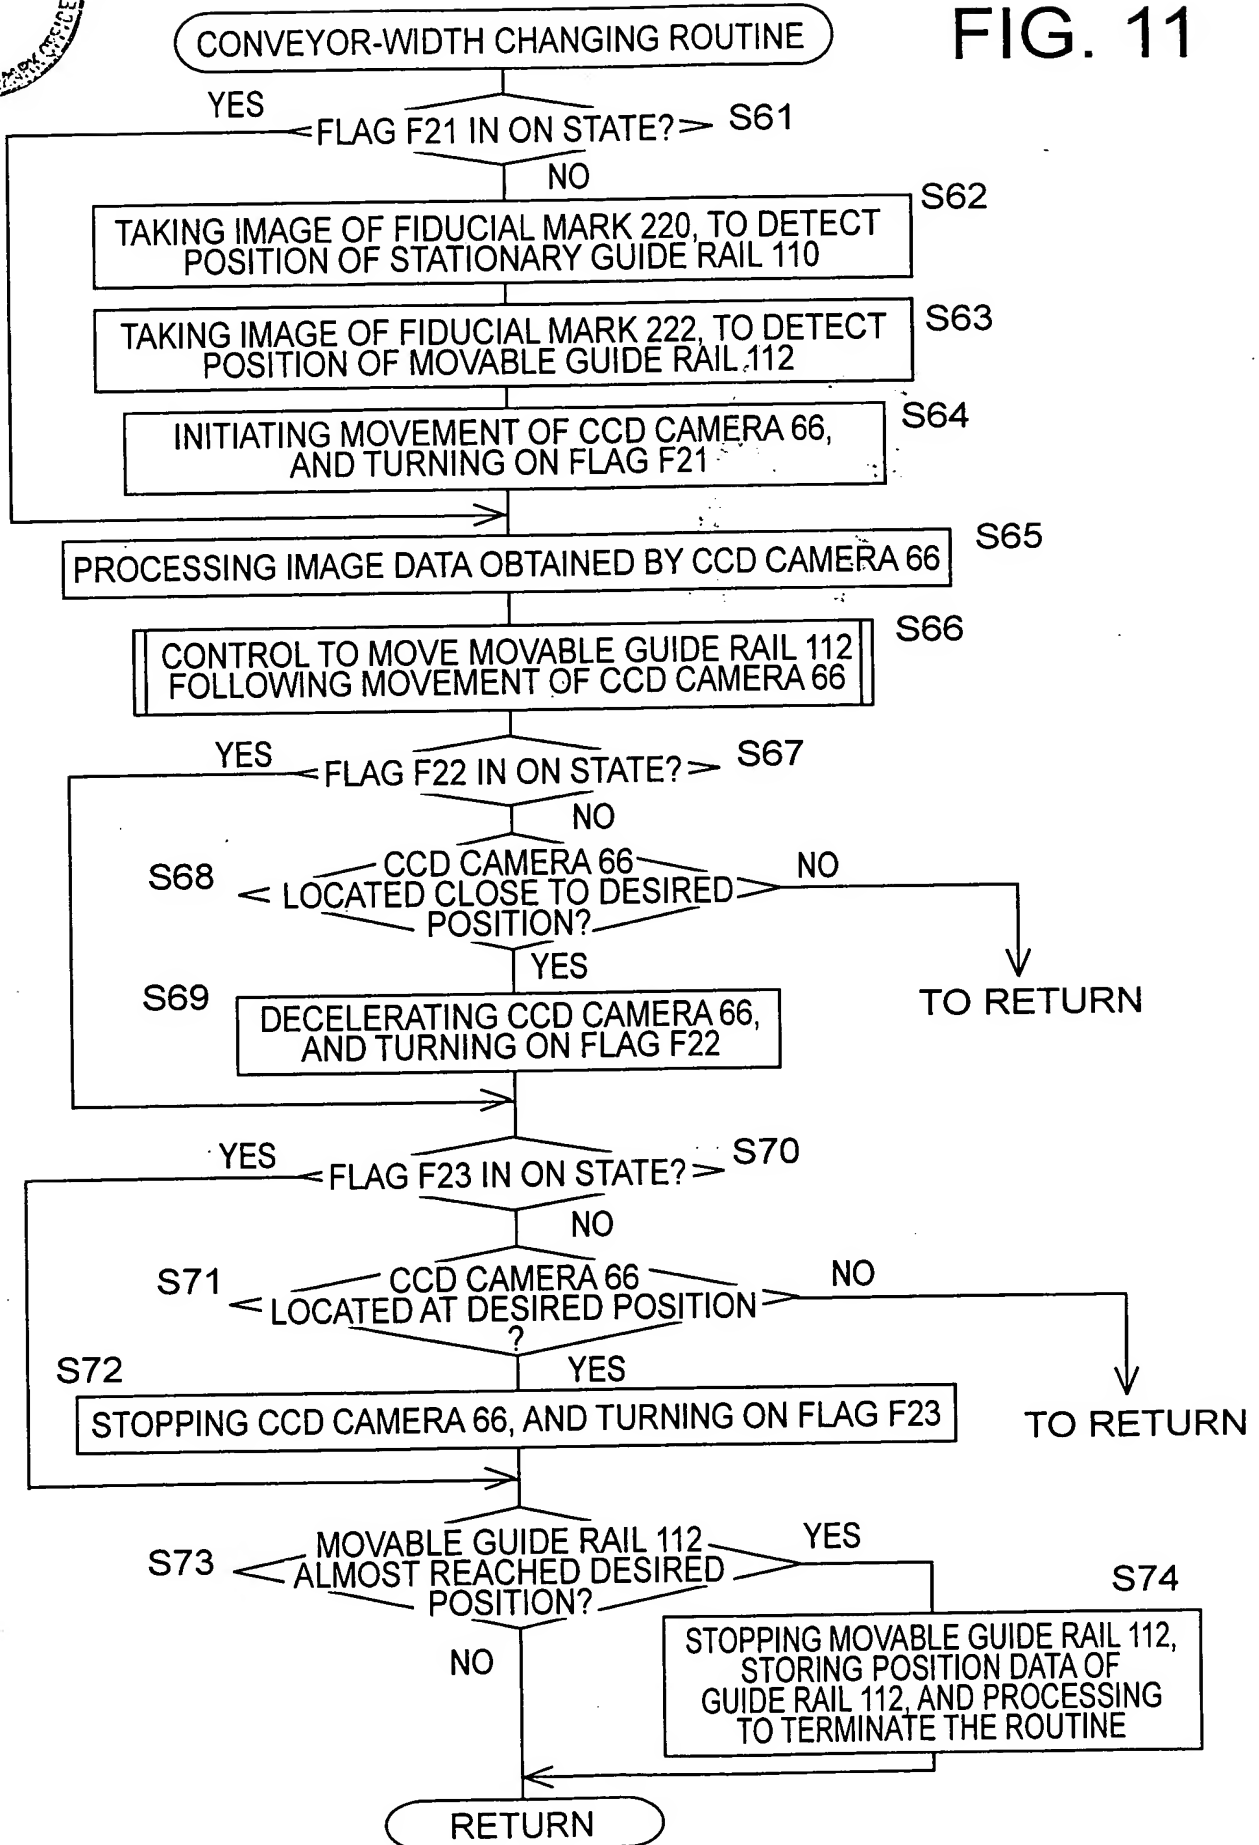 FIG. 11
CONVEYOR-WIDTH CHANGING ROUTINE
YES
FLAG F21 IN ON STATE?
S61
NO
S62
TAKING IMAGE OF FIDUCIAL MARK 220, TO DETECT
POSITION OF STATIONARY GUIDE RAIL 110
S63
TAKING IMAGE OF FIDUCIAL MARK 222, TO DETECT
POSITION OF MOVABLE GUIDE RAIL 112
S64
INITIATING MOVEMENT OF CCD CAMERA 66,
AND TURNING ON FLAG F21
S65
PROCESSING IMAGE DATA OBTAINED BY CCD CAMERA 66
S66
CONTROL TO MOVE MOVABLE GUIDE RAIL 112
FOLLOWING MOVEMENT OF CCD CAMERA 66
YES
FLAG F22 IN ON STATE?
S67
NO
S68
CCD CAMERA 66
LOCATED CLOSE TO DESIRED
POSITION?
NO
TO RETURN
YES
S69
DECELERATING CCD CAMERA 66,
AND TURNING ON FLAG F22
YES
FLAG F23 IN ON STATE?
S70
NO
S71
CCD CAMERA 66
LOCATED AT DESIRED POSITION
?
NO
TO RETURN
YES
S72
STOPPING CCD CAMERA 66, AND TURNING ON FLAG F23
S73
MOVABLE GUIDE RAIL 112
ALMOST REACHED DESIRED
POSITION?
YES
S74
STOPPING MOVABLE GUIDE RAIL 112,
STORING POSITION DATA OF
GUIDE RAIL 112, AND PROCESSING
TO TERMINATE THE ROUTINE
NO
RETURN